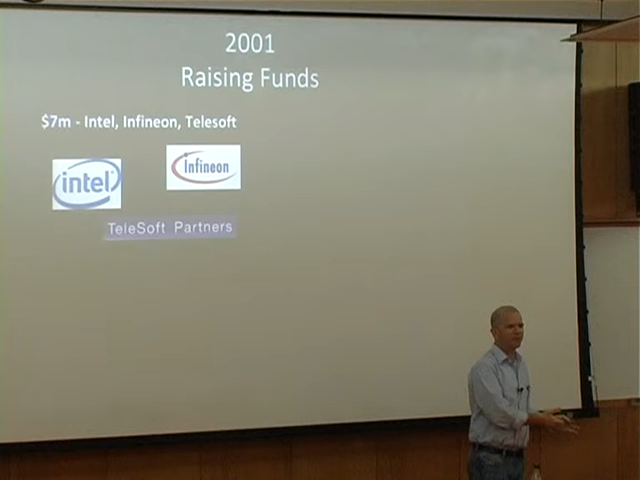 2001
Raising Funds
$7m - Intel, Infineon, Telesoft
intel
infineon
TeleSoft Partners